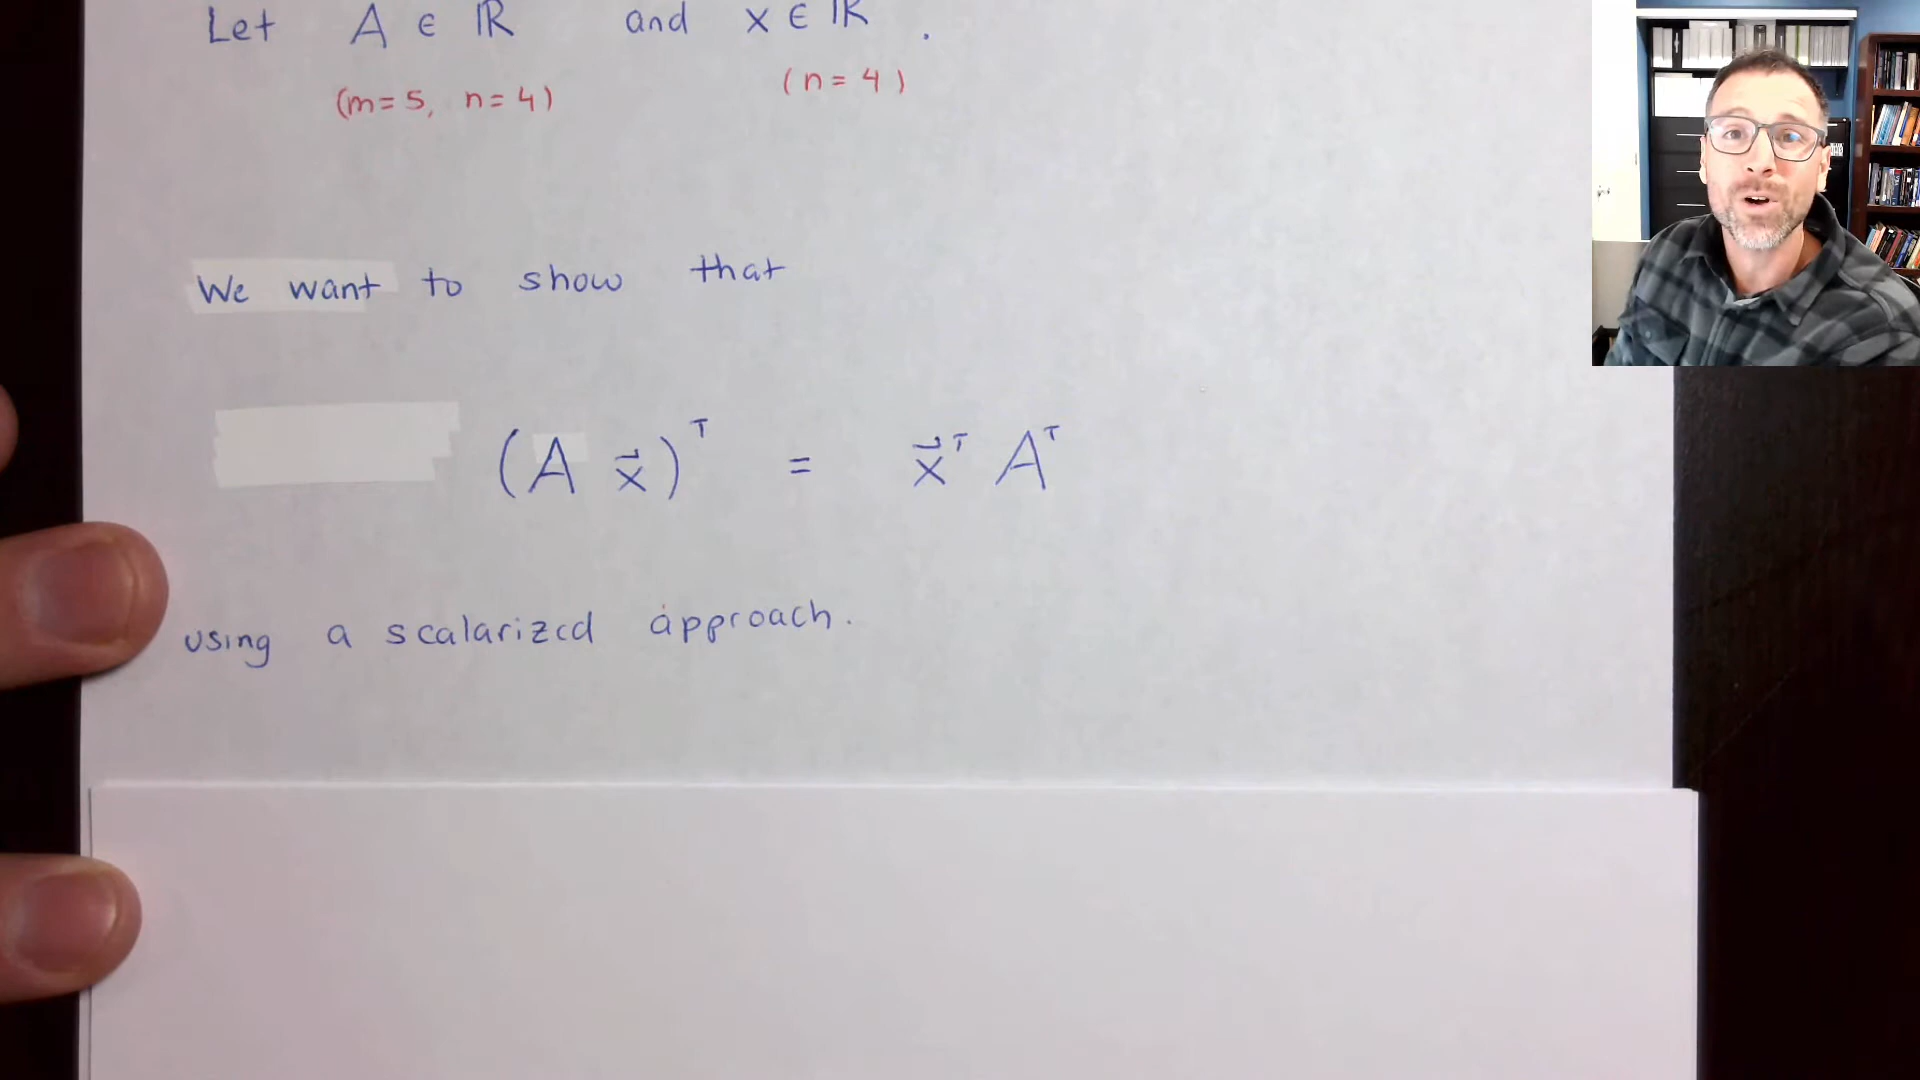 Let A ∈ ℝ and x ∈ ℝ .
(m = 5, n = 4) (n = 4)
We want to show that
(A x⃗)ᵀ = x⃗ᵀ Aᵀ
using a scalarized approach.